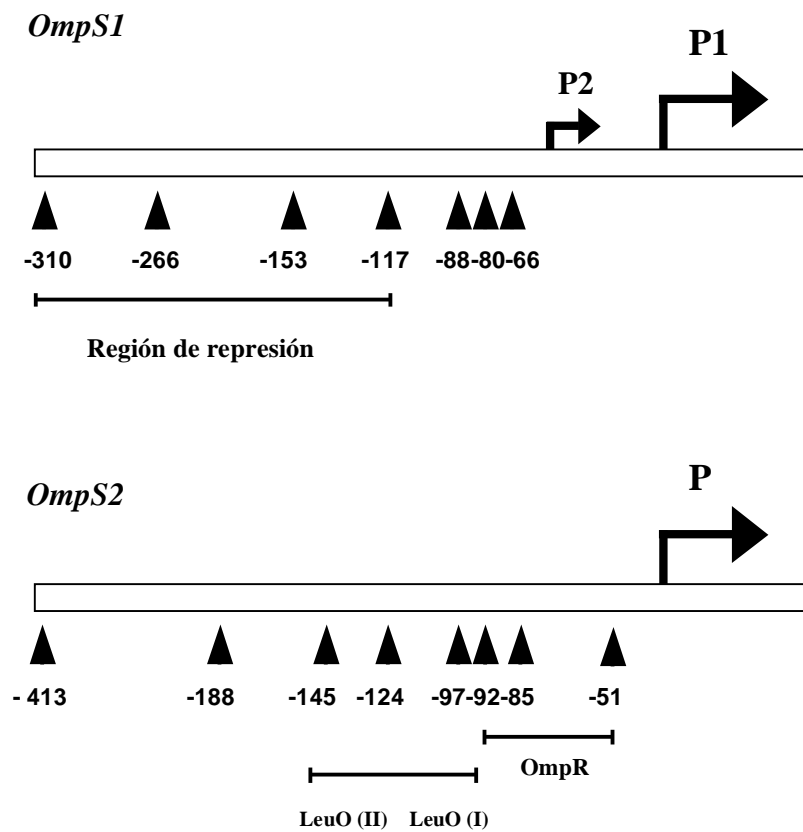 OmpS1
P1
P2
-310 -266 -153 -117 -88 -80 -66
Región de represión
OmpS2
P
- 413 -188 -145 -124 -97 -92 -85 -51
OmpR
LeuO (II) LeuO (I)